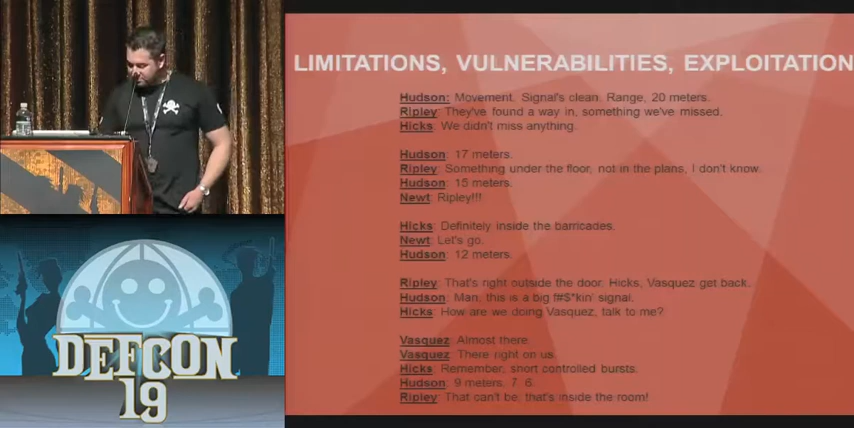 LIMITATIONS, VULNERABILITIES, EXPLOITATION
Hudson: Movement. Signal's clean. Range, 20 meters.
Ripley: They've found a way in, something we've missed.
Hicks: We didn't miss anything.
Hudson: 17 meters.
Ripley: Something under the floor, not in the plans, I don't know.
Hudson: 15 meters.
Newt: Ripley!!!
Hicks: Definitely inside the barricades.
Newt: Let's go.
Hudson: 12 meters.
Ripley: That's right outside the door. Hicks, Vasquez get back.
Hudson: Man, this is a big f#$*kin' signal.
Hicks: How are we doing Vasquez, talk to me?
Vasquez: Almost there.
Vasquez: There right on us.
Hicks: Remember, short controlled bursts.
Hudson: 9 meters. 7. 6.
Ripley: That can't be, that's inside the room!
DEFCON
19